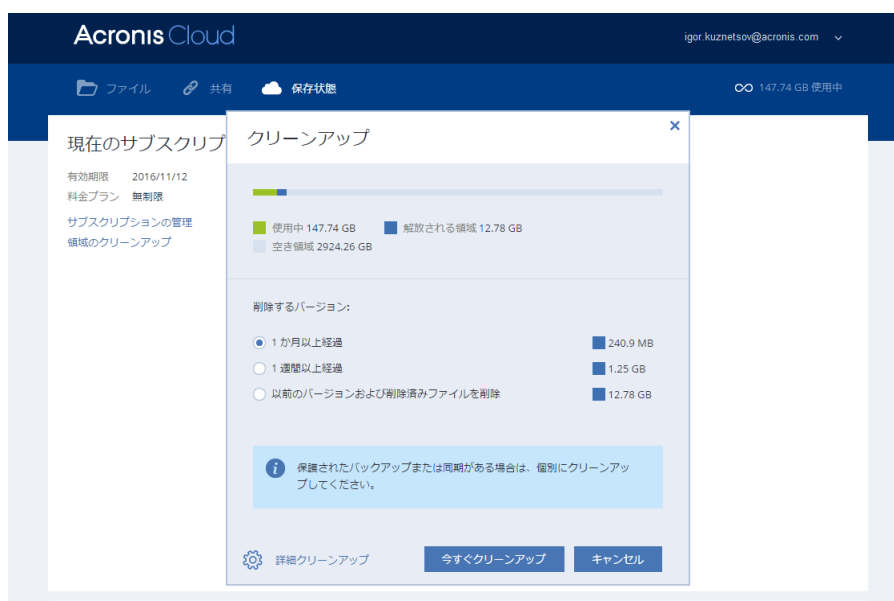 Acronis Cloud
igor.kuznetsov@acronis.com
ファイル
共有
保存状態
147.74 GB 使用中
現在のサブスクリプ
有効期限 2016/11/12
料金プラン 無制限
サブスクリプションの管理
領域のクリーンアップ
クリーンアップ
使用中 147.74 GB 解放される領域 12.78 GB
空き領域 2924.26 GB
削除するバージョン:
1 か月以上経過 240.9 MB
1 週間以上経過 1.25 GB
以前のバージョンおよび削除済みファイルを削除 12.78 GB
保護されたバックアップまたは同期がある場合は、個別にクリーンアッ
プしてください。
詳細クリーンアップ
今すぐクリーンアップ
キャンセル